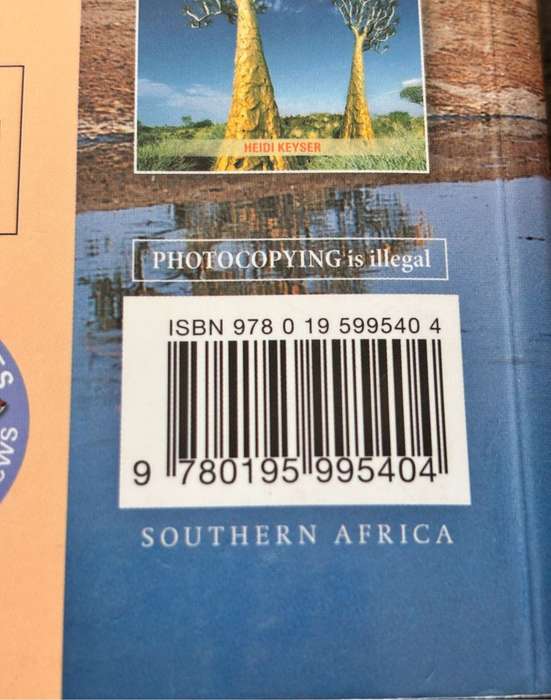 HEIDI KEYSER
PHOTOCOPYING is illegal
ISBN 978 0 19 599540 4
9 780195 995404
SOUTHERN AFRICA